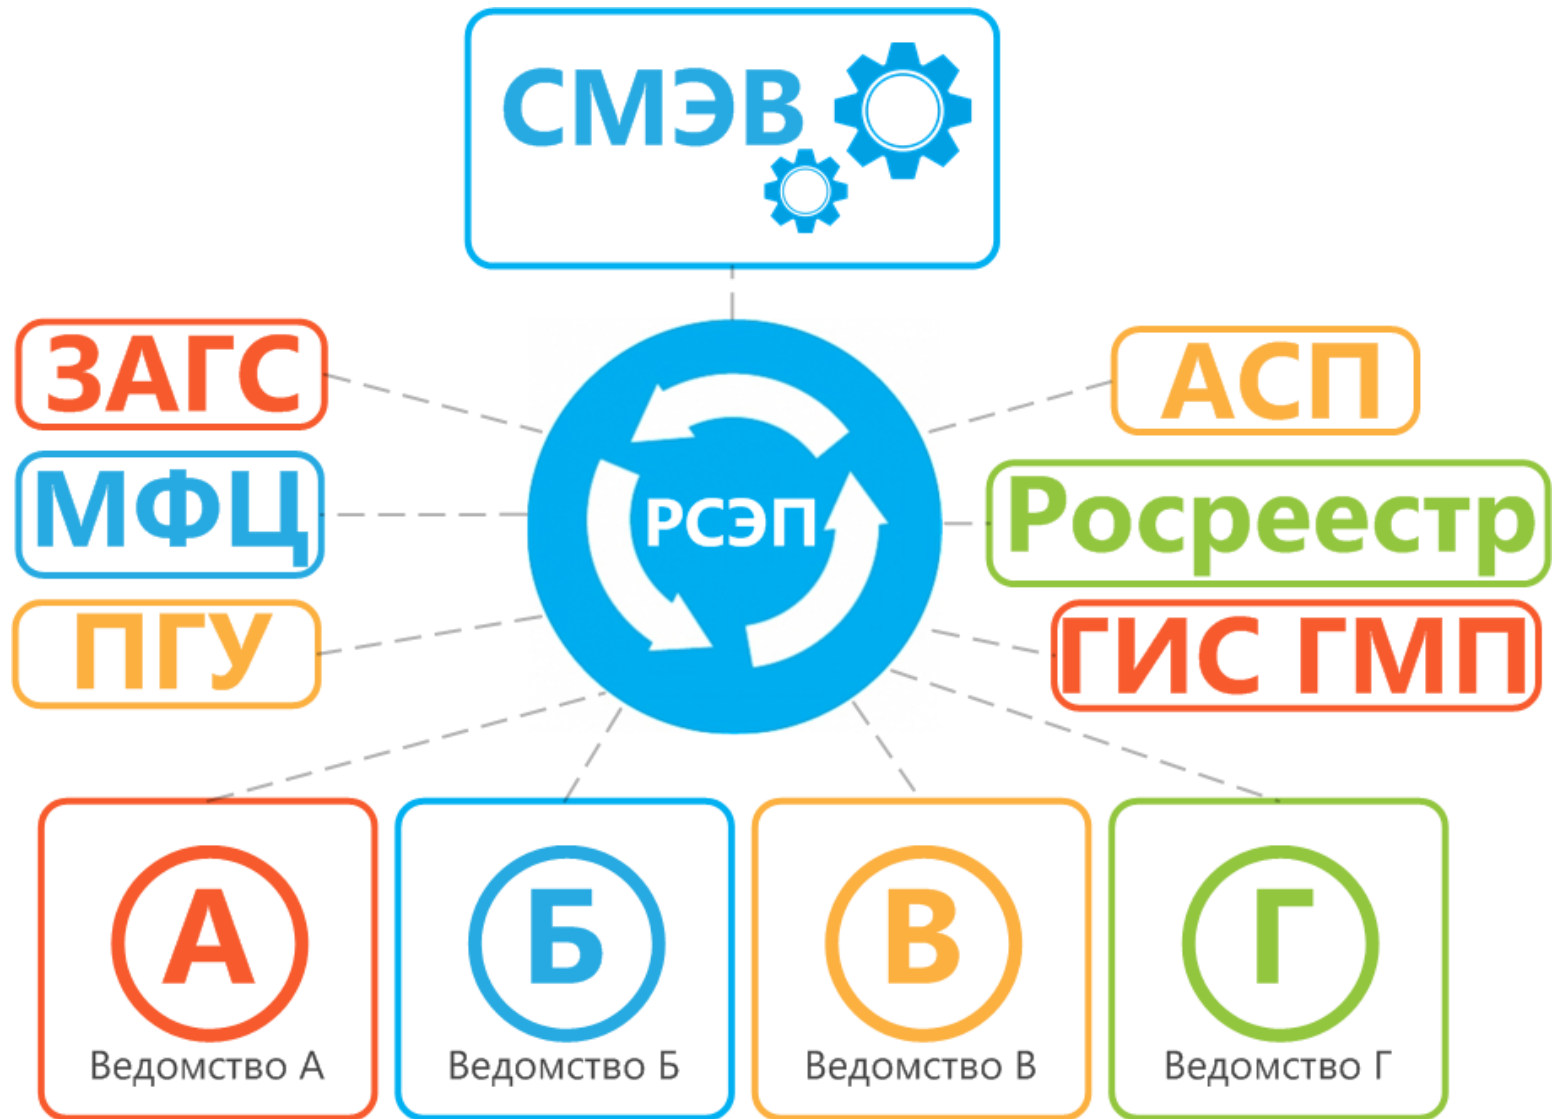 СМЭВ
ЗАГС
АСП
МФЦ
РСЭП
Росреестр
ПГУ
ГИС ГМП
А
Б
В
Г
Ведомство А
Ведомство Б
Ведомство В
Ведомство Г